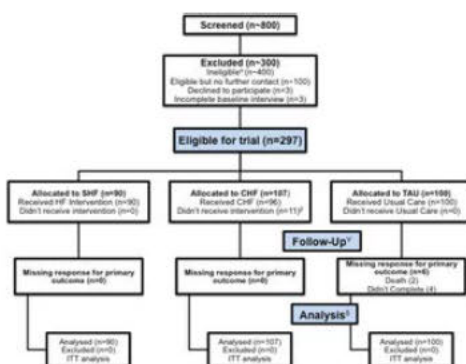 Screened (n~800)
Excluded (n~300)
Ineligible* (n~400)
Eligible but no further contact (n~100)
Declined to participate (n=3)
Incomplete baseline interview (n=3)
Eligible for trial (n=297)
Allocated to SHF (n=90)
Received HF Intervention (n=90)
Didn't receive intervention (n=0)
Allocated to CHF (n=107)
Received CHF (n=96)
Didn't receive intervention (n=11)
Allocated to TAU (n=100)
Received Usual Care (n=100)
Didn't receive Usual Care (n=0)
Follow-Up
Missing response for primary
outcome (n=0)
Missing response for primary
outcome (n=0)
Missing response for primary
outcome (n=6)
Death (2)
Didn't Complete (4)
Analysis
Analysed (n=90)
Excluded (n=0)
ITT analysis
Analysed (n=107)
Excluded (n=0)
ITT analysis
Analysed (n=100)
Excluded (n=0)
ITT analysis